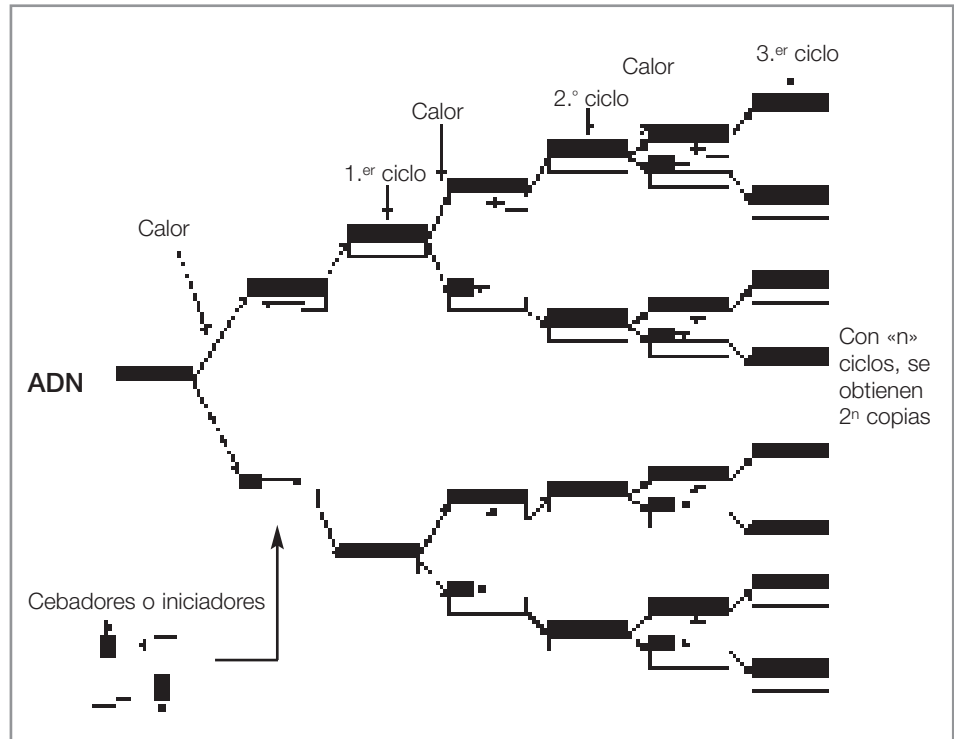 3.er ciclo
Calor
2.° ciclo
Calor
1.er ciclo
Calor
ADN
Con «n»
ciclos, se
obtienen
2n copias
Cebadores o iniciadores